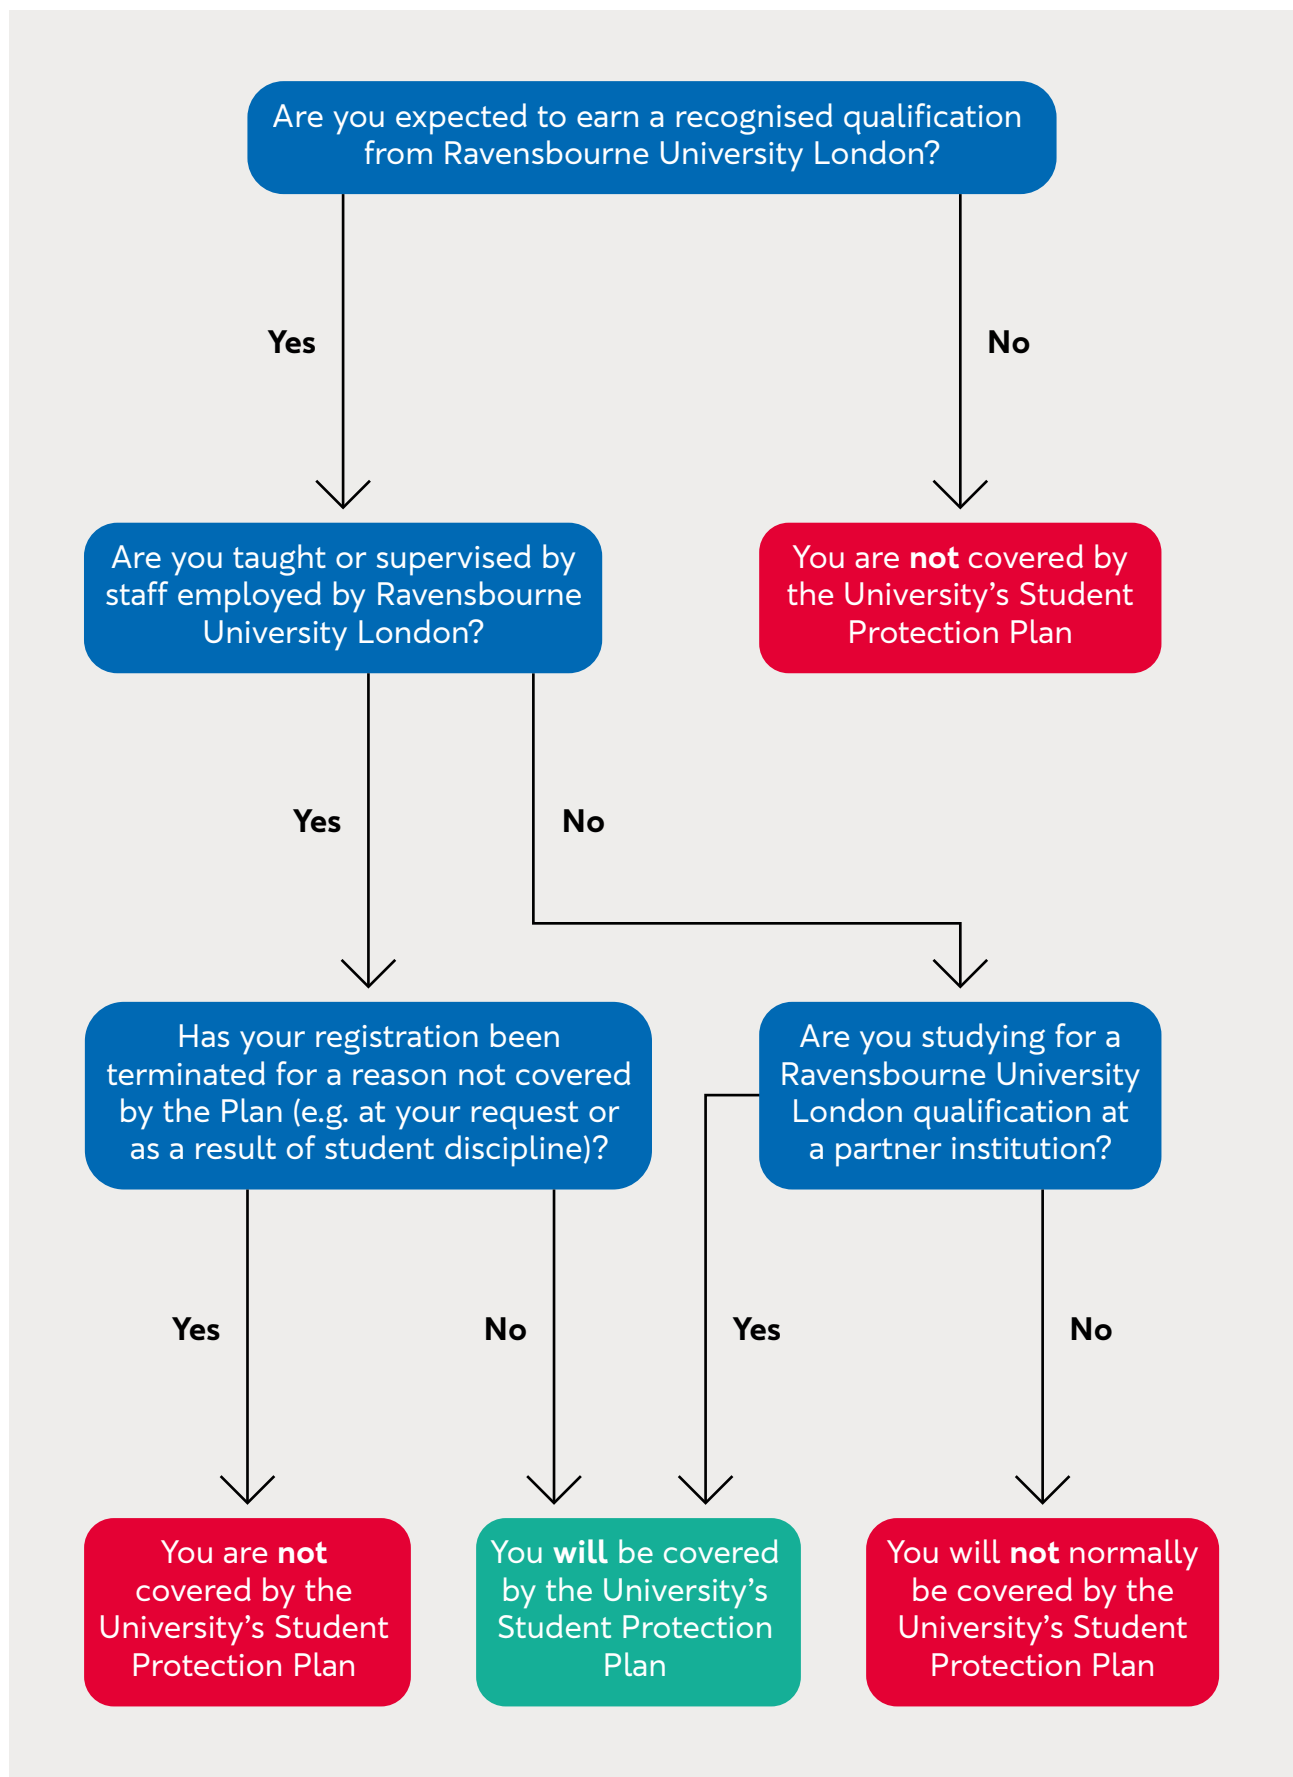 Are you expected to earn a recognised qualification
from Ravensbourne University London?
Yes
No
Are you taught or supervised by
staff employed by Ravensbourne
University London?
You are not covered by
the University’s Student
Protection Plan
Yes
No
Has your registration been
terminated for a reason not covered
by the Plan (e.g. at your request or
as a result of student discipline)?
Are you studying for a
Ravensbourne University
London qualification at
a partner institution?
Yes
No
Yes
No
You are not
covered by the
University’s Student
Protection Plan
You will be covered
by the University’s
Student Protection
Plan
You will not normally
be covered by the
University’s Student
Protection Plan